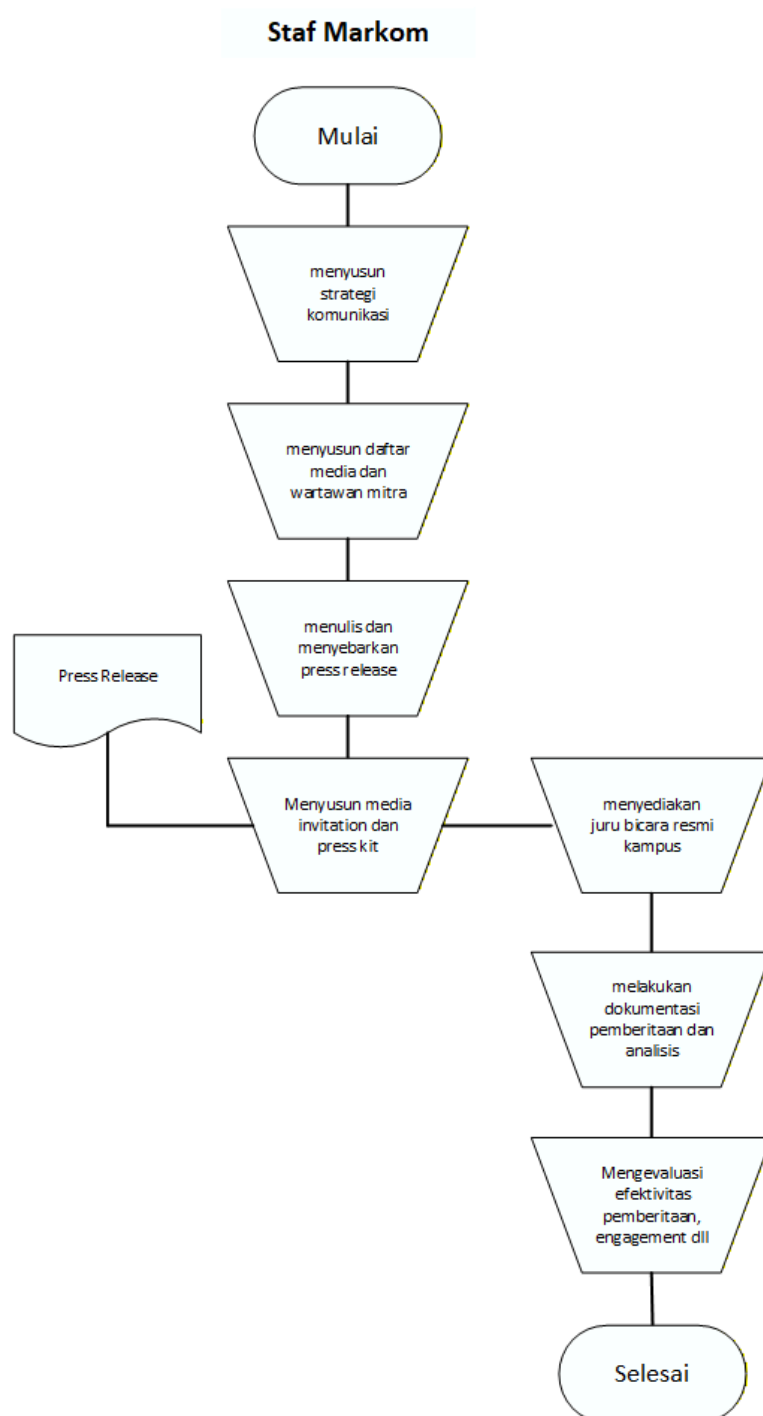 Staf Markom
Mulai
menyusun
strategi
komunikasi
menyusun daftar
media dan
wartawan mitra
menulis dan
menyebarkan
press release
Press Release
Menyusun media
invitation dan
press kit
menyediakan
juru bicara resmi
kampus
melakukan
dokumentasi
pemberitaan dan
analisis
Mengevaluasi
efektivitas
pemberitaan,
engagement dll
Selesai